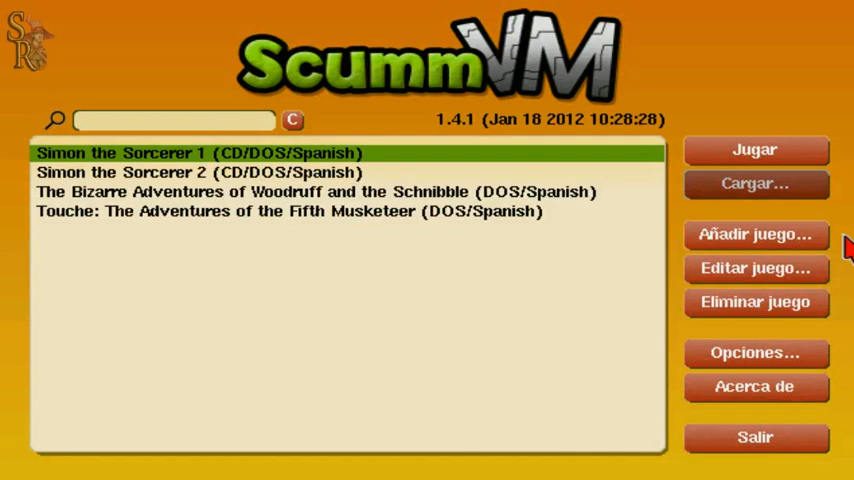 SR
ScummVM
C
1.4.1 (Jan 18 2012 10:28:28)
Simon the Sorcerer 1 (CD/DOS/Spanish)
Simon the Sorcerer 2 (CD/DOS/Spanish)
The Bizarre Adventures of Woodruff and the Schnibble (DOS/Spanish)
Touche: The Adventures of the Fifth Musketeer (DOS/Spanish)
Jugar
Cargar...
Añadir juego...
Editar juego...
Eliminar juego
Opciones...
Acerca de
Salir